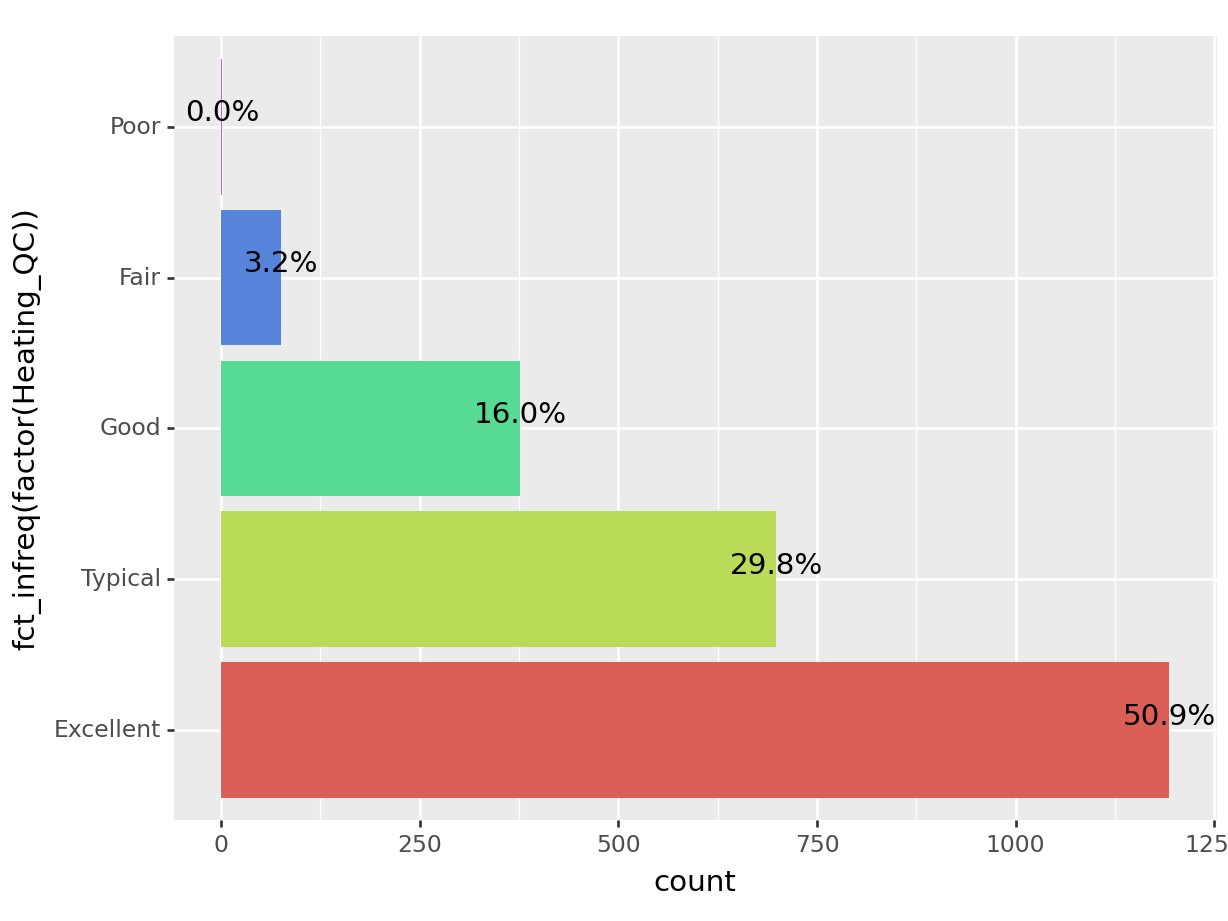 fct_infreq(factor(Heating_QC))
Poor
0.0%
Fair
3.2%
Good
16.0%
Typical
29.8%
Excellent
50.9%
0 250 500 750 1000 125
count